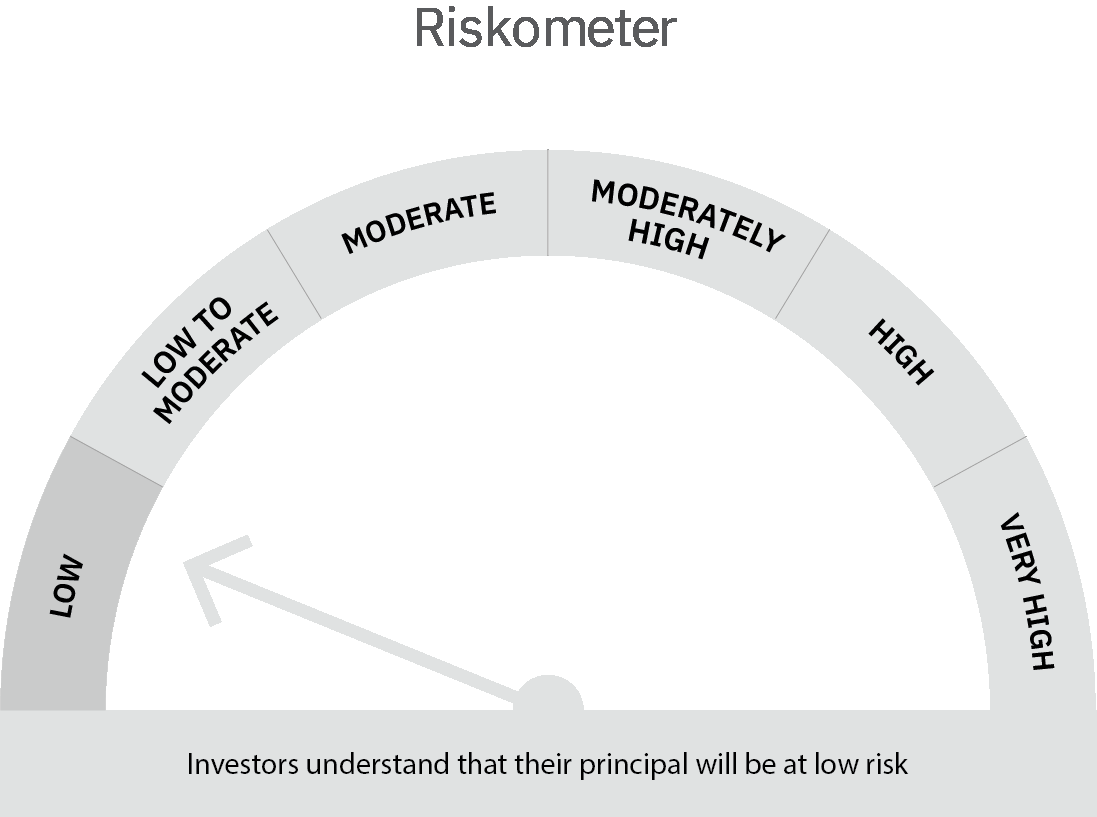 Riskometer
MODERATE
MODERATELY
HIGH
LOW TO
MODERATE
HIGH
LOW
VERY HIGH
Investors understand that their principal will be at low risk